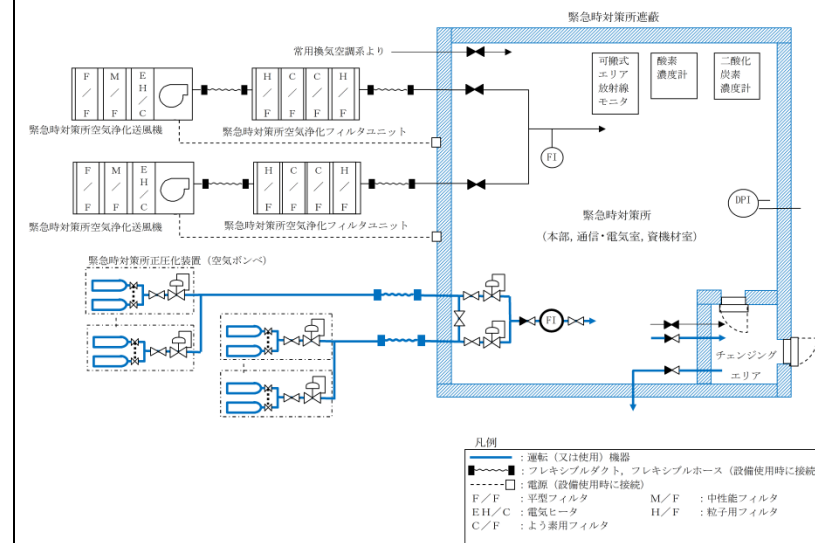 緊急時対策所遮蔽
常用換気空調系より
可搬式
エリア
放射線
モニタ
酸素
濃度計
二酸化
炭素
濃度計
F/F
M/F
EH/C
H/F
C/F
C/F
H/F
緊急時対策所空気浄化送風機
緊急時対策所空気浄化フィルタユニット
FI
F/F
M/F
EH/C
H/F
C/F
C/F
H/F
緊急時対策所空気浄化送風機
緊急時対策所空気浄化フィルタユニット
DPI
緊急時対策所
(本部,通信・電気室,資機材室)
緊急時対策所正圧化装置(空気ボンベ)
FI
チェンジング
エリア
凡例
:運転(又は使用)機器
:フレキシブルダクト,フレキシブルホース(設備使用時に接続)
:電源(設備使用時に接続)
F/F :平型フィルタ M/F :中性能フィルタ
EH/C :電気ヒータ H/F :粒子用フィルタ
C/F :よう素用フィルタ